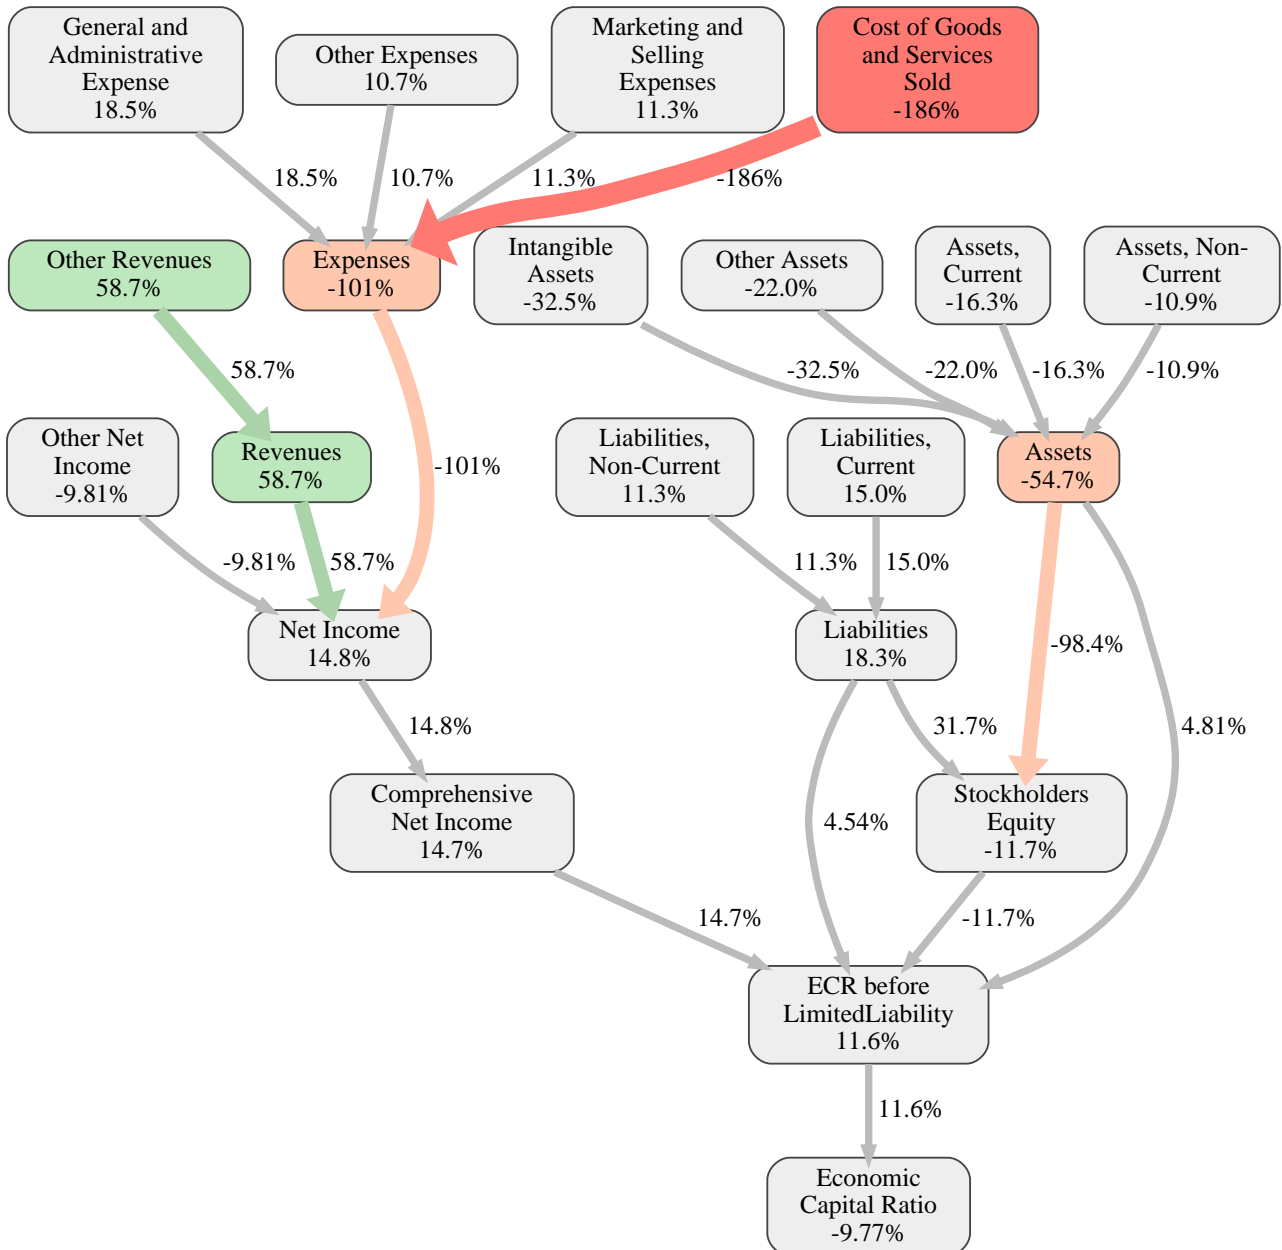 General and
Administrative
Expense
18.5%
Other Expenses
10.7%
Marketing and
Selling
Expenses
11.3%
Cost of Goods
and Services
Sold
-186%
18.5%
10.7%
11.3%
-186%
Other Revenues
58.7%
Expenses
-101%
Intangible
Assets
-32.5%
Other Assets
-22.0%
Assets,
Current
-16.3%
Assets, Non-
Current
-10.9%
58.7%
-32.5%
-22.0%
-16.3%
-10.9%
Other Net
Income
-9.81%
Revenues
58.7%
-101%
Liabilities,
Non-Current
11.3%
Liabilities,
Current
15.0%
Assets
-54.7%
-9.81%
58.7%
11.3%
15.0%
Net Income
14.8%
Liabilities
18.3%
-98.4%
14.8%
31.7%
4.81%
Comprehensive
Net Income
14.7%
4.54%
Stockholders
Equity
-11.7%
14.7%
-11.7%
ECR before
LimitedLiability
11.6%
11.6%
Economic
Capital Ratio
-9.77%